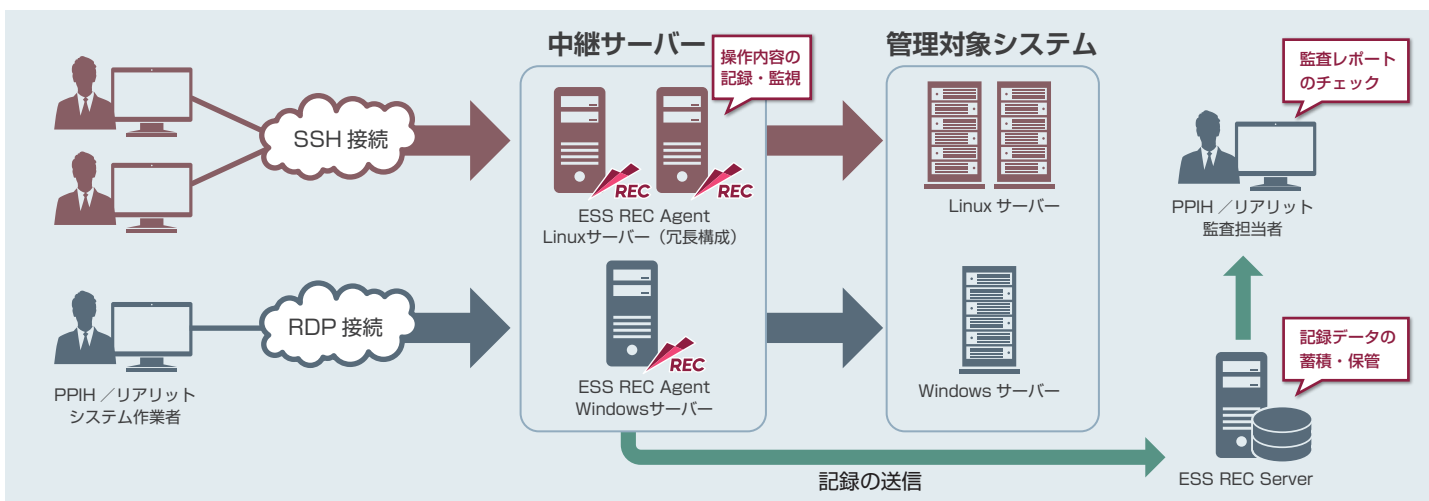 中継サーバー
操作内容の
記録・監視
管理対象システム
監査レポート
のチェック
SSH 接続
REC
REC
ESS REC Agent
Linuxサーバー（冗長構成）
Linux サーバー
PPIH ／リアリット
監査担当者
RDP 接続
REC
ESS REC Agent
Windowsサーバー
Windows サーバー
記録データの
蓄積・保管
PPIH ／リアリット
システム作業者
記録の送信
ESS REC Server